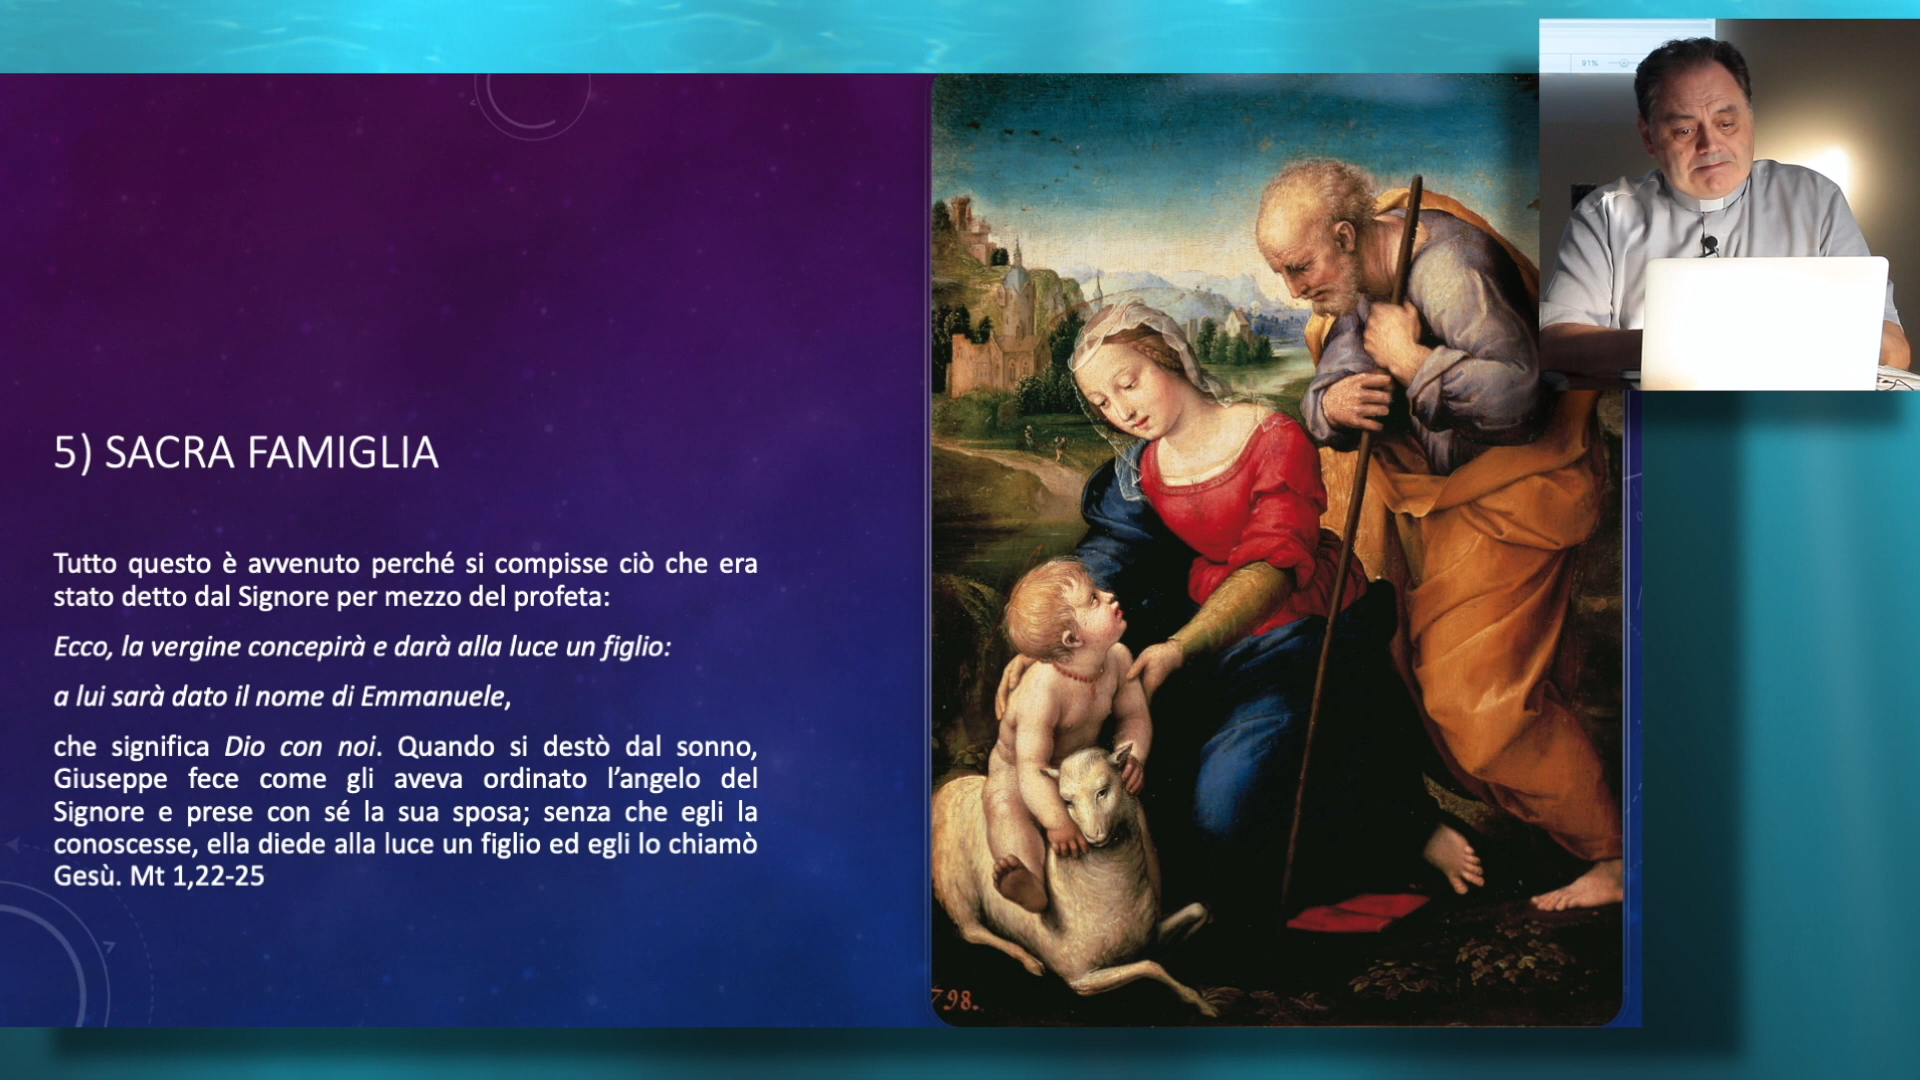 91%
5) SACRA FAMIGLIA
Tutto questo è avvenuto perché si compisse ciò che era
stato detto dal Signore per mezzo del profeta:
Ecco, la vergine concepirà e darà alla luce un figlio:
a lui sarà dato il nome di Emmanuele,
che significa Dio con noi. Quando si destò dal sonno,
Giuseppe fece come gli aveva ordinato l’angelo del
Signore e prese con sé la sua sposa; senza che egli la
conoscesse, ella diede alla luce un figlio ed egli lo chiamò
Gesù. Mt 1,22-25
798.